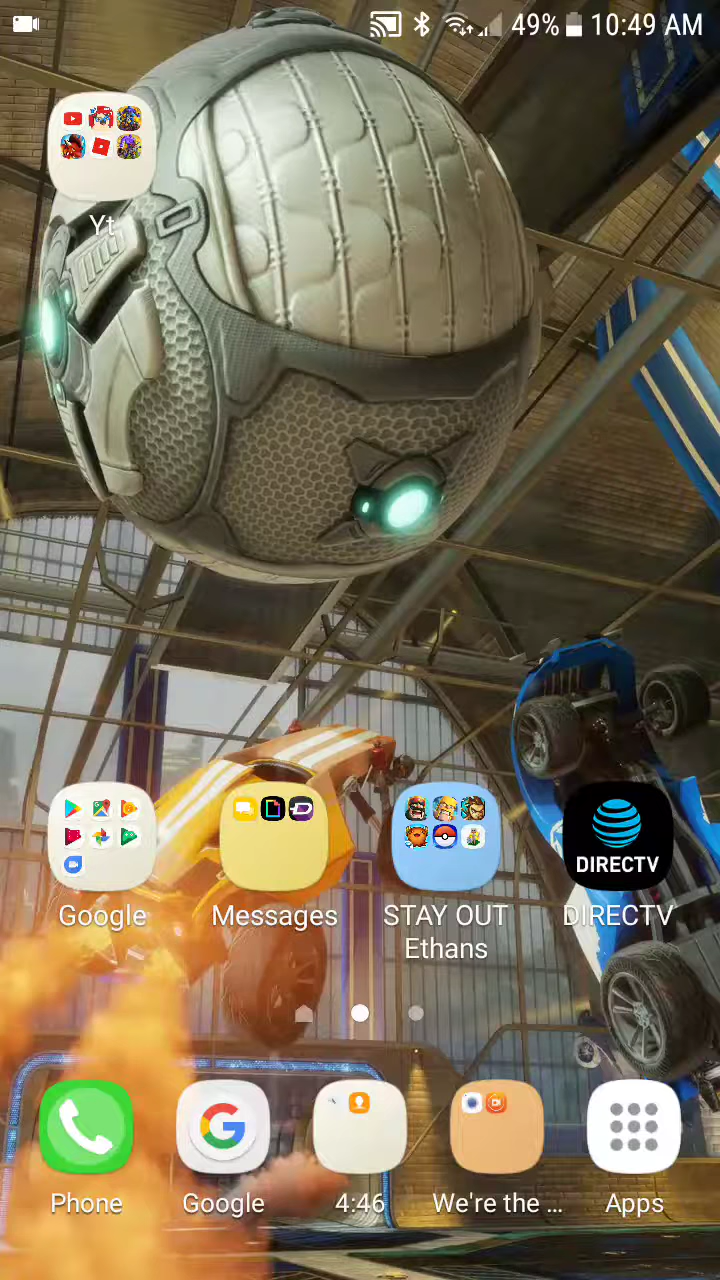 49% 10:49 AM
Yt
DIRECTV
Google Messages STAY OUT Ethans DIRECTV
Phone Google 4:46 We're the ... Apps